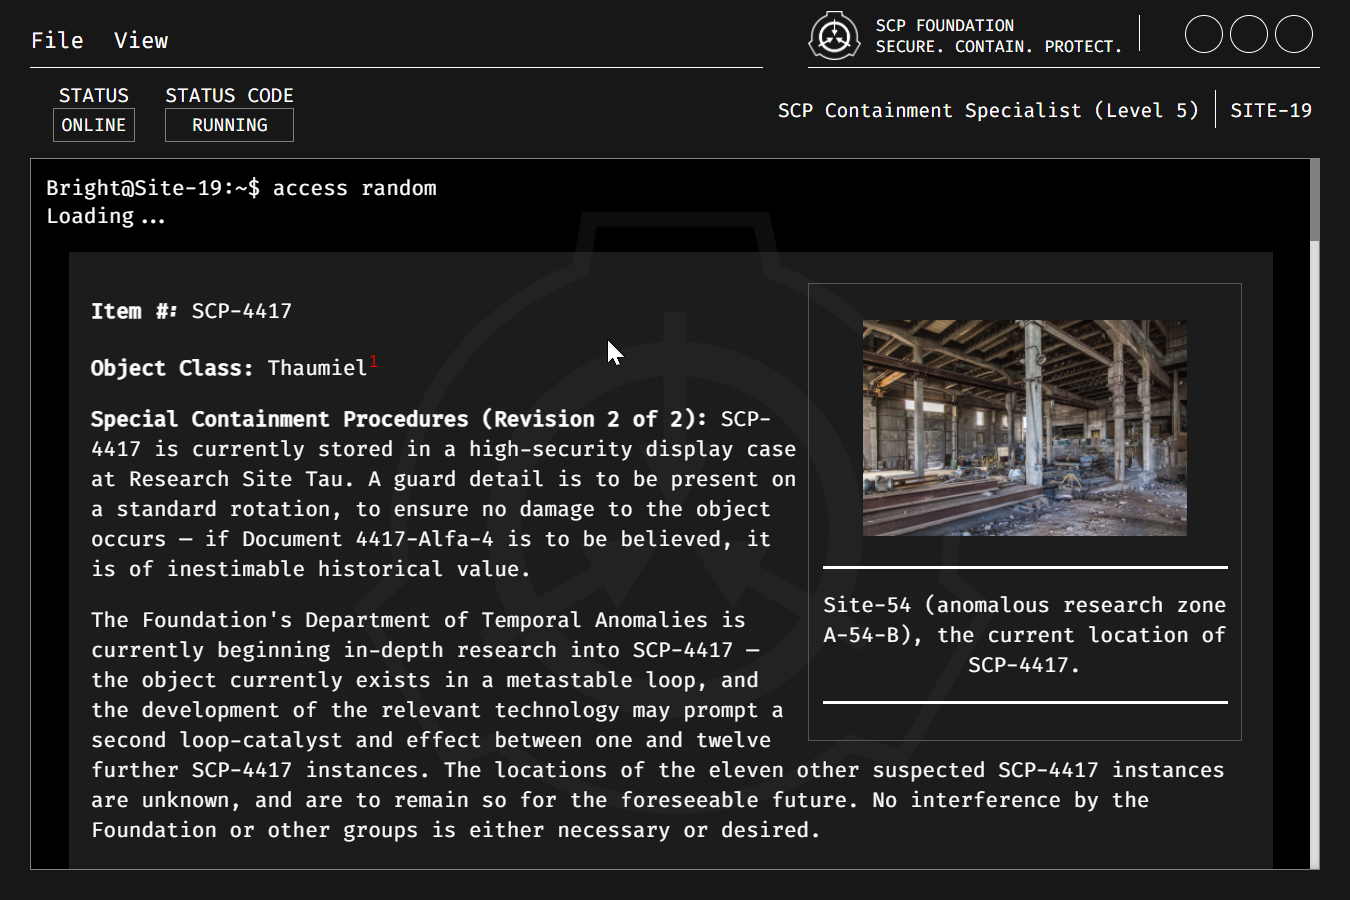 File View
SCP FOUNDATION
SECURE. CONTAIN. PROTECT.
STATUS STATUS CODE
ONLINE RUNNING
SCP Containment Specialist (Level 5) SITE-19
Bright@Site-19:~$ access random
Loading...
Item #: SCP-4417
Object Class: Thaumiel1
Special Containment Procedures (Revision 2 of 2): SCP-
4417 is currently stored in a high-security display case
at Research Site Tau. A guard detail is to be present on
a standard rotation, to ensure no damage to the object
occurs — if Document 4417-Alfa-4 is to be believed, it
is of inestimable historical value.
The Foundation's Department of Temporal Anomalies is
currently beginning in-depth research into SCP-4417 —
the object currently exists in a metastable loop, and
the development of the relevant technology may prompt a
second loop-catalyst and effect between one and twelve
further SCP-4417 instances. The locations of the eleven other suspected SCP-4417 instances
are unknown, and are to remain so for the foreseeable future. No interference by the
Foundation or other groups is either necessary or desired.
Site-54 (anomalous research zone
A-54-B), the current location of
SCP-4417.